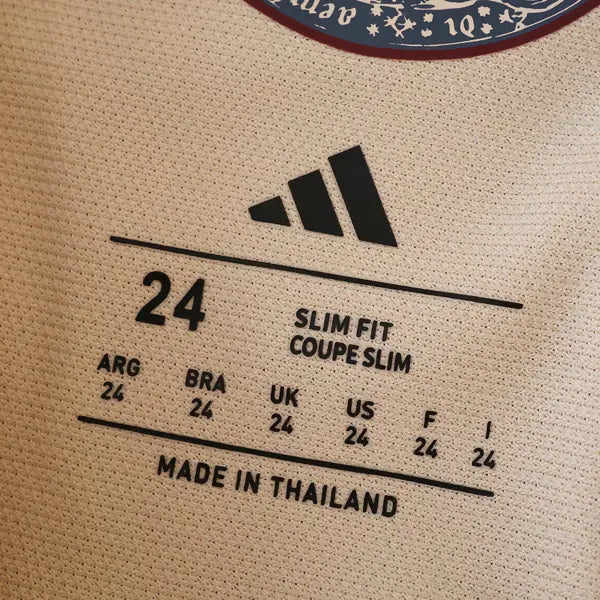 24
SLIM FIT
COUPE SLIM
ARG BRA UK US F I
24 24 24 24 24 24
MADE IN THAILAND